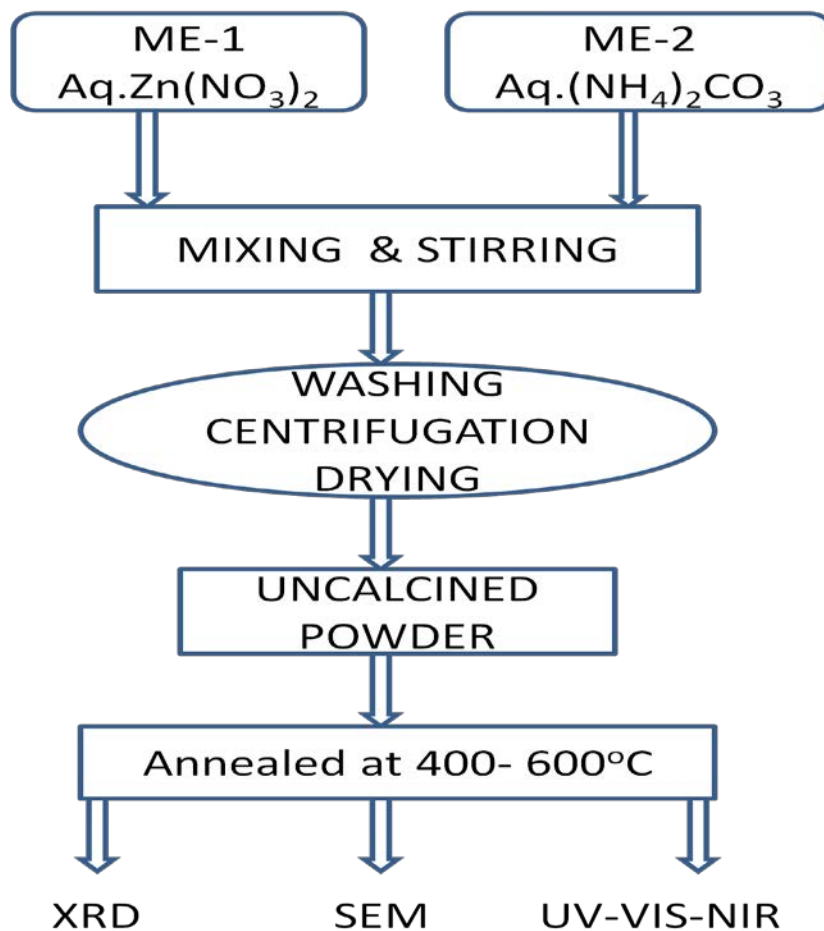 ME-1
Aq.Zn(NO₃)₂
ME-2
Aq.(NH₄)₂CO₃
MIXING & STIRRING
WASHING
CENTRIFUGATION
DRYING
UNCALCINED
POWDER
Annealed at 400- 600°C
XRD
SEM
UV-VIS-NIR